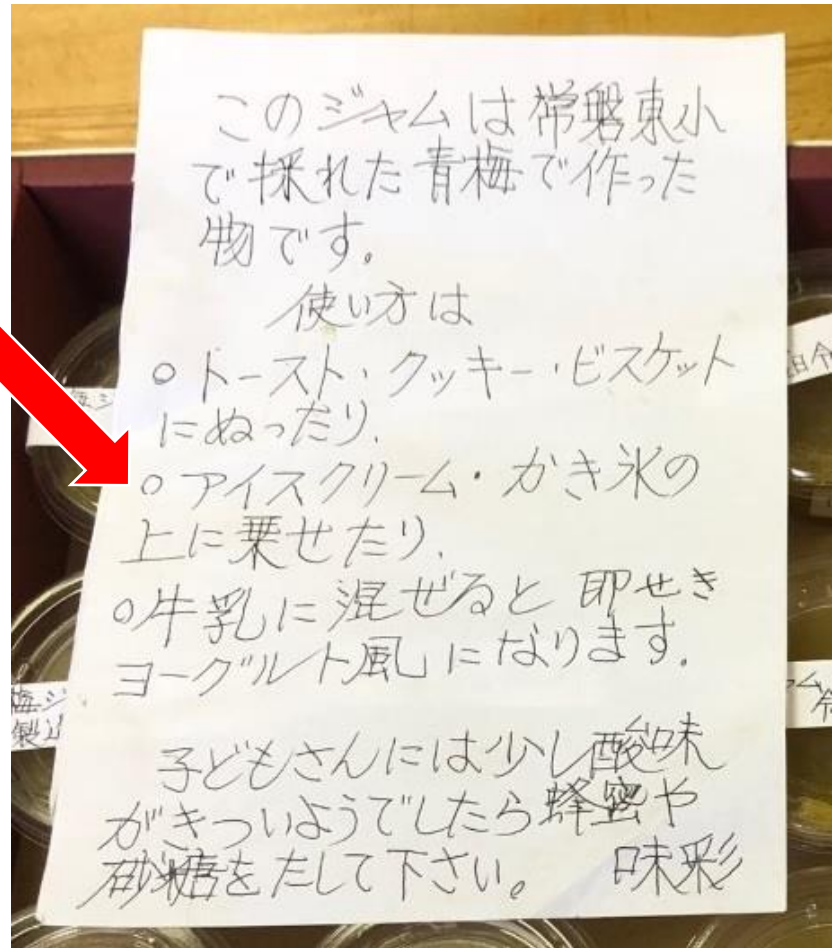 このジャムは常磐東小
で採れた青梅で作った
物です。
使い方は
○トースト・クッキー・ビスケット
にぬったり、
○アイスクリーム・かき氷の
上に乗せたり、
○牛乳に混ぜると即せき
ヨーグルト風になります。
子どもさんには少し酸味
がきついようでしたら蜂蜜や
砂糖をたして下さい。 味彩
梅ジ
製造